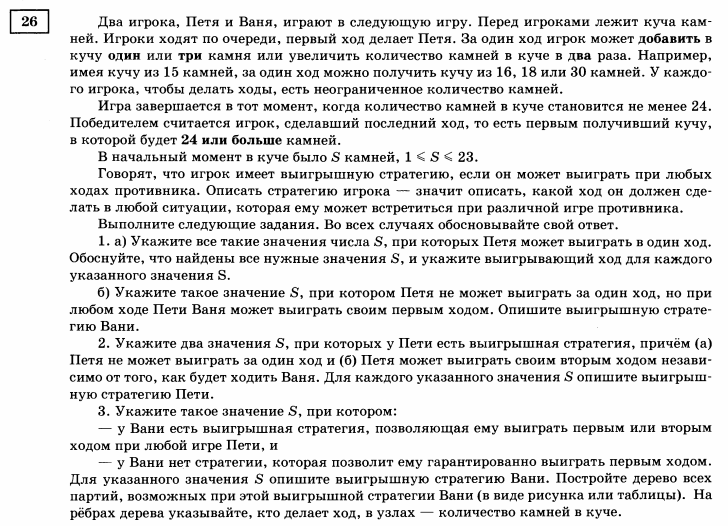 26
Два игрока, Петя и Ваня, играют в следующую игру. Перед игроками лежит куча кам-
ней. Игроки ходят по очереди, первый ход делает Петя. За один ход игрок может добавить в
кучу один или три камня или увеличить количество камней в куче в два раза. Например,
имея кучу из 15 камней, за один ход можно получить кучу из 16, 18 или 30 камней. У каждо-
го игрока, чтобы делать ходы, есть неограниченное количество камней.
Игра завершается в тот момент, когда количество камней в куче становится не менее 24.
Победителем считается игрок, сделавший последний ход, то есть первым получивший кучу,
в которой будет 24 или больше камней.
В начальный момент в куче было S камней, 1 ⩽ S ⩽ 23.
Говорят, что игрок имеет выигрышную стратегию, если он может выиграть при любых
ходах противника. Описать стратегию игрока — значит описать, какой ход он должен сде-
лать в любой ситуации, которая ему может встретиться при различной игре противника.
Выполните следующие задания. Во всех случаях обосновывайте свой ответ.
1. а) Укажите все такие значения числа S, при которых Петя может выиграть в один ход.
Обоснуйте, что найдены все нужные значения S, и укажите выигрывающий ход для каждого
указанного значения S.
б) Укажите такое значение S, при котором Петя не может выиграть за один ход, но при
любом ходе Пети Ваня может выиграть своим первым ходом. Опишите выигрышную страте-
гию Вани.
2. Укажите два значения S, при которых у Пети есть выигрышная стратегия, причём (а)
Петя не может выиграть за один ход и (б) Петя может выиграть своим вторым ходом незави-
симо от того, как будет ходить Ваня. Для каждого указанного значения S опишите выигрыш-
ную стратегию Пети.
3. Укажите такое значение S, при котором:
— у Вани есть выигрышная стратегия, позволяющая ему выиграть первым или вторым
ходом при любой игре Пети, и
— у Вани нет стратегии, которая позволит ему гарантированно выиграть первым ходом.
Для указанного значения S опишите выигрышную стратегию Вани. Постройте дерево всех
партий, возможных при этой выигрышной стратегии Вани (в виде рисунка или таблицы). На
рёбрах дерева указывайте, кто делает ход, в узлах — количество камней в куче.